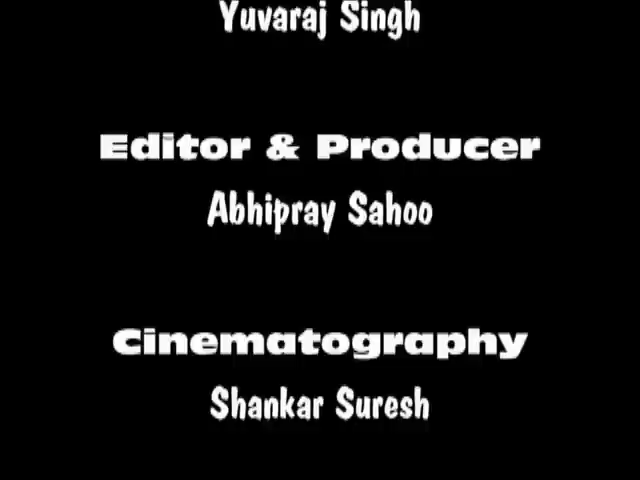 Yuvaraj Singh
Editor & Producer
Abhipray Sahoo
Cinematography
Shankar Suresh